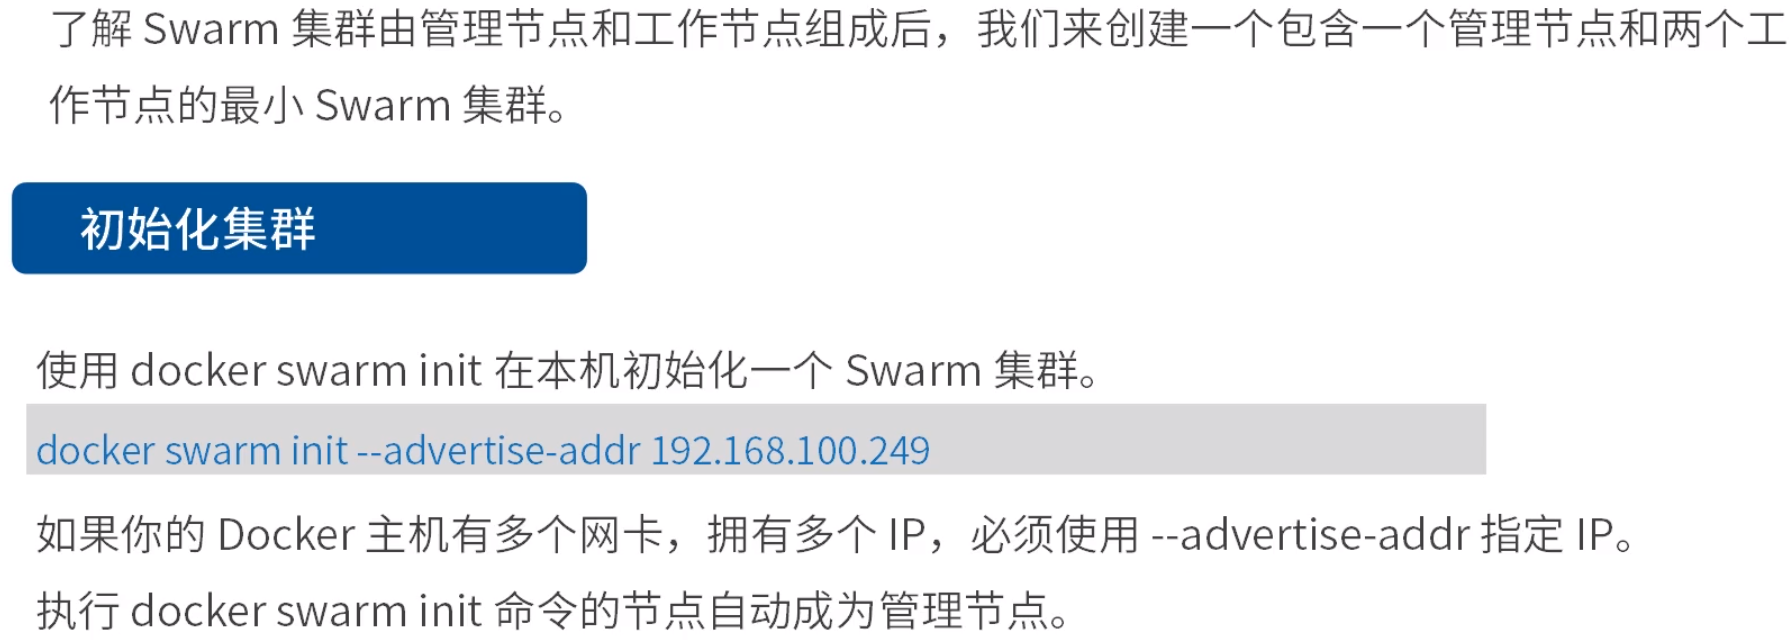 了解 Swarm 集群由管理节点和工作节点组成后，我们来创建一个包含一个管理节点和两个工
作节点的最小 Swarm 集群。
初始化集群
使用 docker swarm init 在本机初始化一个 Swarm 集群。
docker swarm init --advertise-addr 192.168.100.249
如果你的 Docker 主机有多个网卡，拥有多个 IP，必须使用 --advertise-addr 指定 IP。
执行 docker swarm init 命令的节点自动成为管理节点。